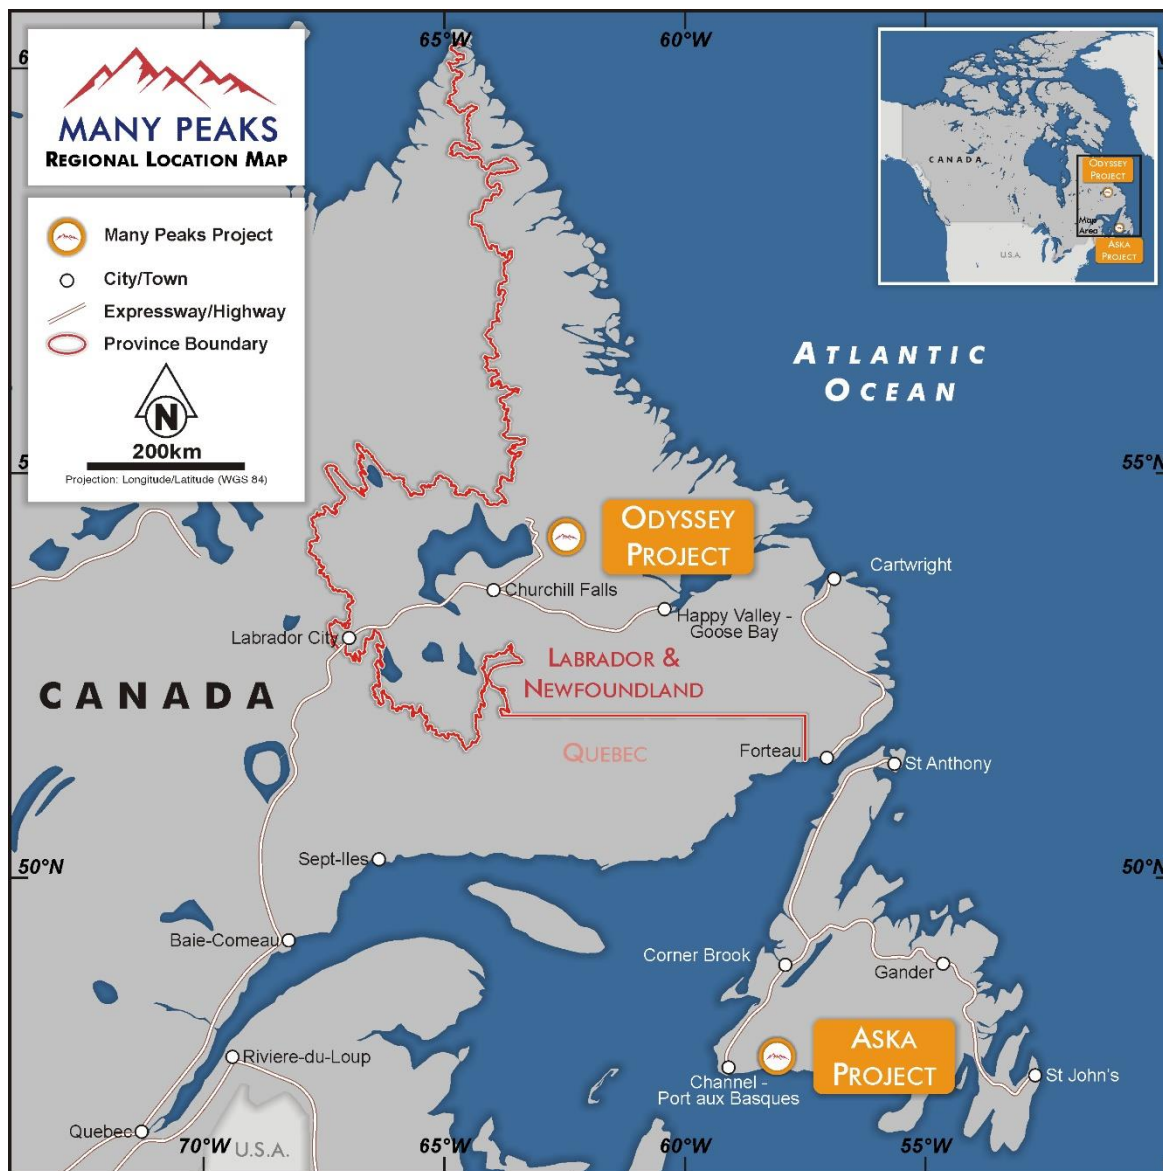 65°W
60°W
MANY PEAKS
REGIONAL LOCATION MAP
Many Peaks Project
City/Town
Expressway/Highway
Province Boundary
N
200km
Projection: Longitude/Latitude (WGS 84)
CANADA
ODYSSEY
PROJECT
Map
Area
ASKA
PROJECT
U.S.A.
ATLANTIC
OCEAN
55°N
ODYSSEY
PROJECT
Cartwright
Churchill Falls
Happy Valley -
Goose Bay
Labrador City
LABRADOR &
NEWFOUNDLAND
CANADA
QUEBEC
Forteau
St Anthony
Sept-Iles
50°N
50°N
Baie-Comeau
Corner Brook
Gander
ASKA
PROJECT
Riviere-du-Loup
Channel -
Port aux Basques
St John's
Quebec
70°W
U.S.A.
65°W
60°W
55°W